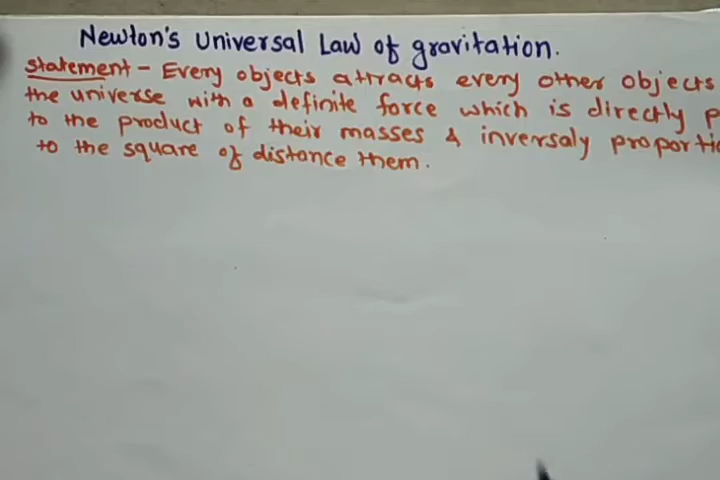 Newton's Universal Law of gravitation.
statement - Every objects attracts every other objects
the universe with a definite force which is directly
to the product of their masses & inversaly
to the square of distance them.